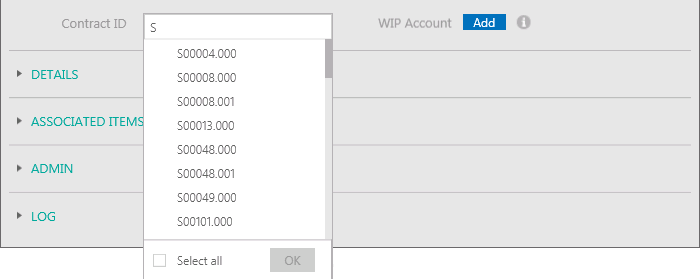 Contract ID S WIP Account Add
S00004.000
DETAILS S00008.000
S00008.001
ASSOCIATED ITEMS S00013.000
S00048.000
ADMIN S00048.001
S00049.000
LOG S00101.000
Select all OK